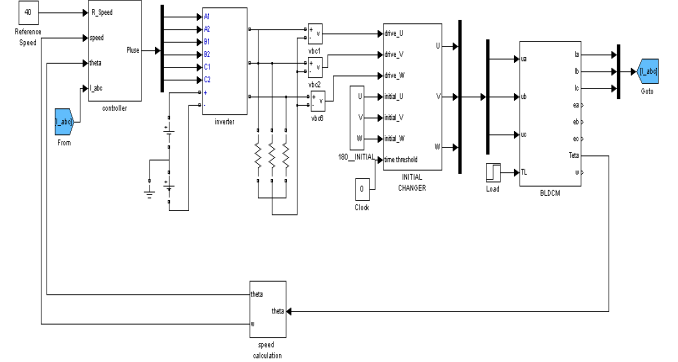 40
Reference
Speed
R_Speed
speed
theta
I_abc
Pluse
controller
[I_abc]
From
A1
A2
B1
B2
C1
C2
+
-
inverter
+
-
v
vbc1
+
-
v
vbc2
+
-
v
vbc3
U
V
W
180__INITIAL
0
Clock
drive_U
drive_V
drive_W
initial_U
initial_V
initial_W
time threshold
U
V
W
INITIAL
CHANGER
Load
ua
ub
uc
TL
Ia
Ib
Ic
ea
eb
ec
Teta
w
BLDCM
[I_abc]
Goto
theta
w
theta
speed
calculation